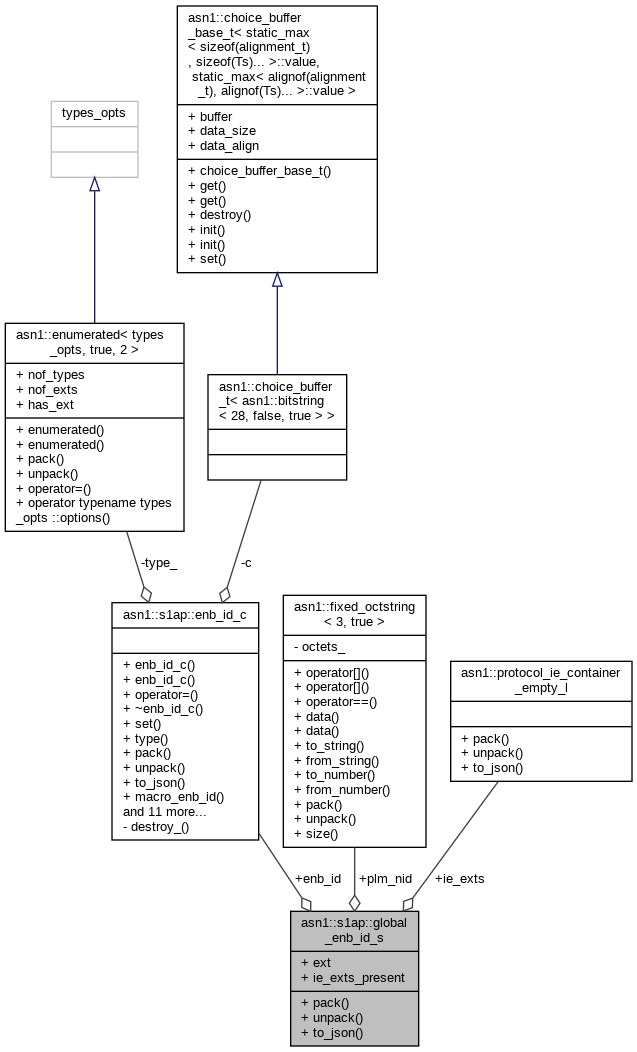 asn1::choice_buffer
_base_t< static_max
< sizeof(alignment_t)
, sizeof(Ts)... >::value,
static_max< alignof(alignment
_t), alignof(Ts)... >::value >
+ buffer
+ data_size
+ data_align
+ choice_buffer_base_t()
+ get()
+ get()
+ destroy()
+ init()
+ init()
+ set()
types_opts
asn1::enumerated< types
_opts, true, 2 >
+ nof_types
+ nof_exts
+ has_ext
+ enumerated()
+ enumerated()
+ pack()
+ unpack()
+ operator=()
+ operator typename types
_opts ::options()
asn1::choice_buffer
_t< asn1::bitstring
< 28, false, true > >
-type_
-c
asn1::s1ap::enb_id_c
+ enb_id_c()
+ enb_id_c()
+ operator=()
+ ~enb_id_c()
+ set()
+ type()
+ pack()
+ unpack()
+ to_json()
+ macro_enb_id()
and 11 more...
- destroy_()
asn1::fixed_octstring
< 3, true >
- octets_
+ operator[]()
+ operator[]()
+ operator==()
+ data()
+ data()
+ to_string()
+ from_string()
+ to_number()
+ from_number()
+ pack()
+ unpack()
+ size()
asn1::protocol_ie_container
_empty_l
+ pack()
+ unpack()
+ to_json()
+enb_id
+plm_nid
+ie_exts
asn1::s1ap::global
_enb_id_s
+ ext
+ ie_exts_present
+ pack()
+ unpack()
+ to_json()